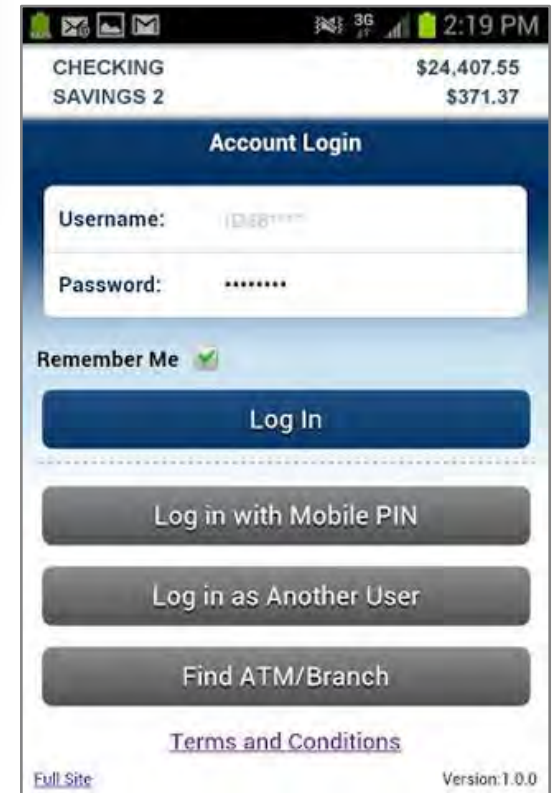 3G 2:19 PM
CHECKING $24,407.55
SAVINGS 2 $371.37
Account Login
Username:
Password: ••••••••
Remember Me
Log In
Log in with Mobile PIN
Log in as Another User
Find ATM/Branch
Terms and Conditions
Full Site Version:1.0.0